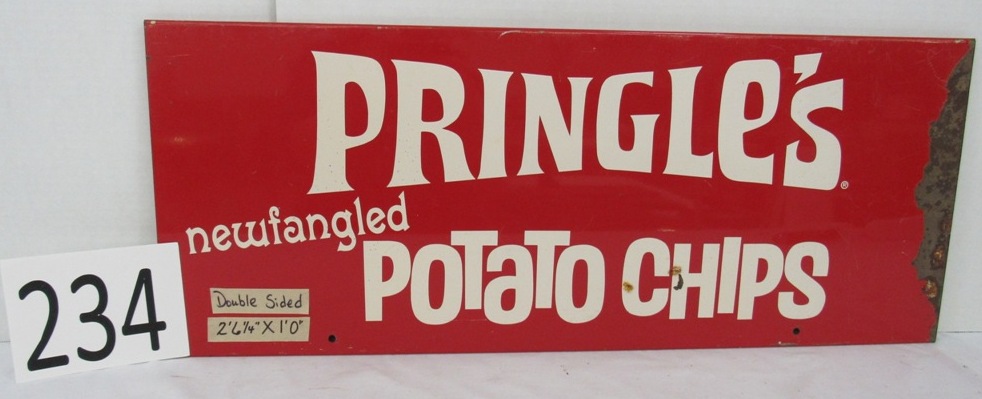 PRINGLE'S®
newfangled
POTATO CHIPS
234
Double Sided
2'6¼" X 1'0"